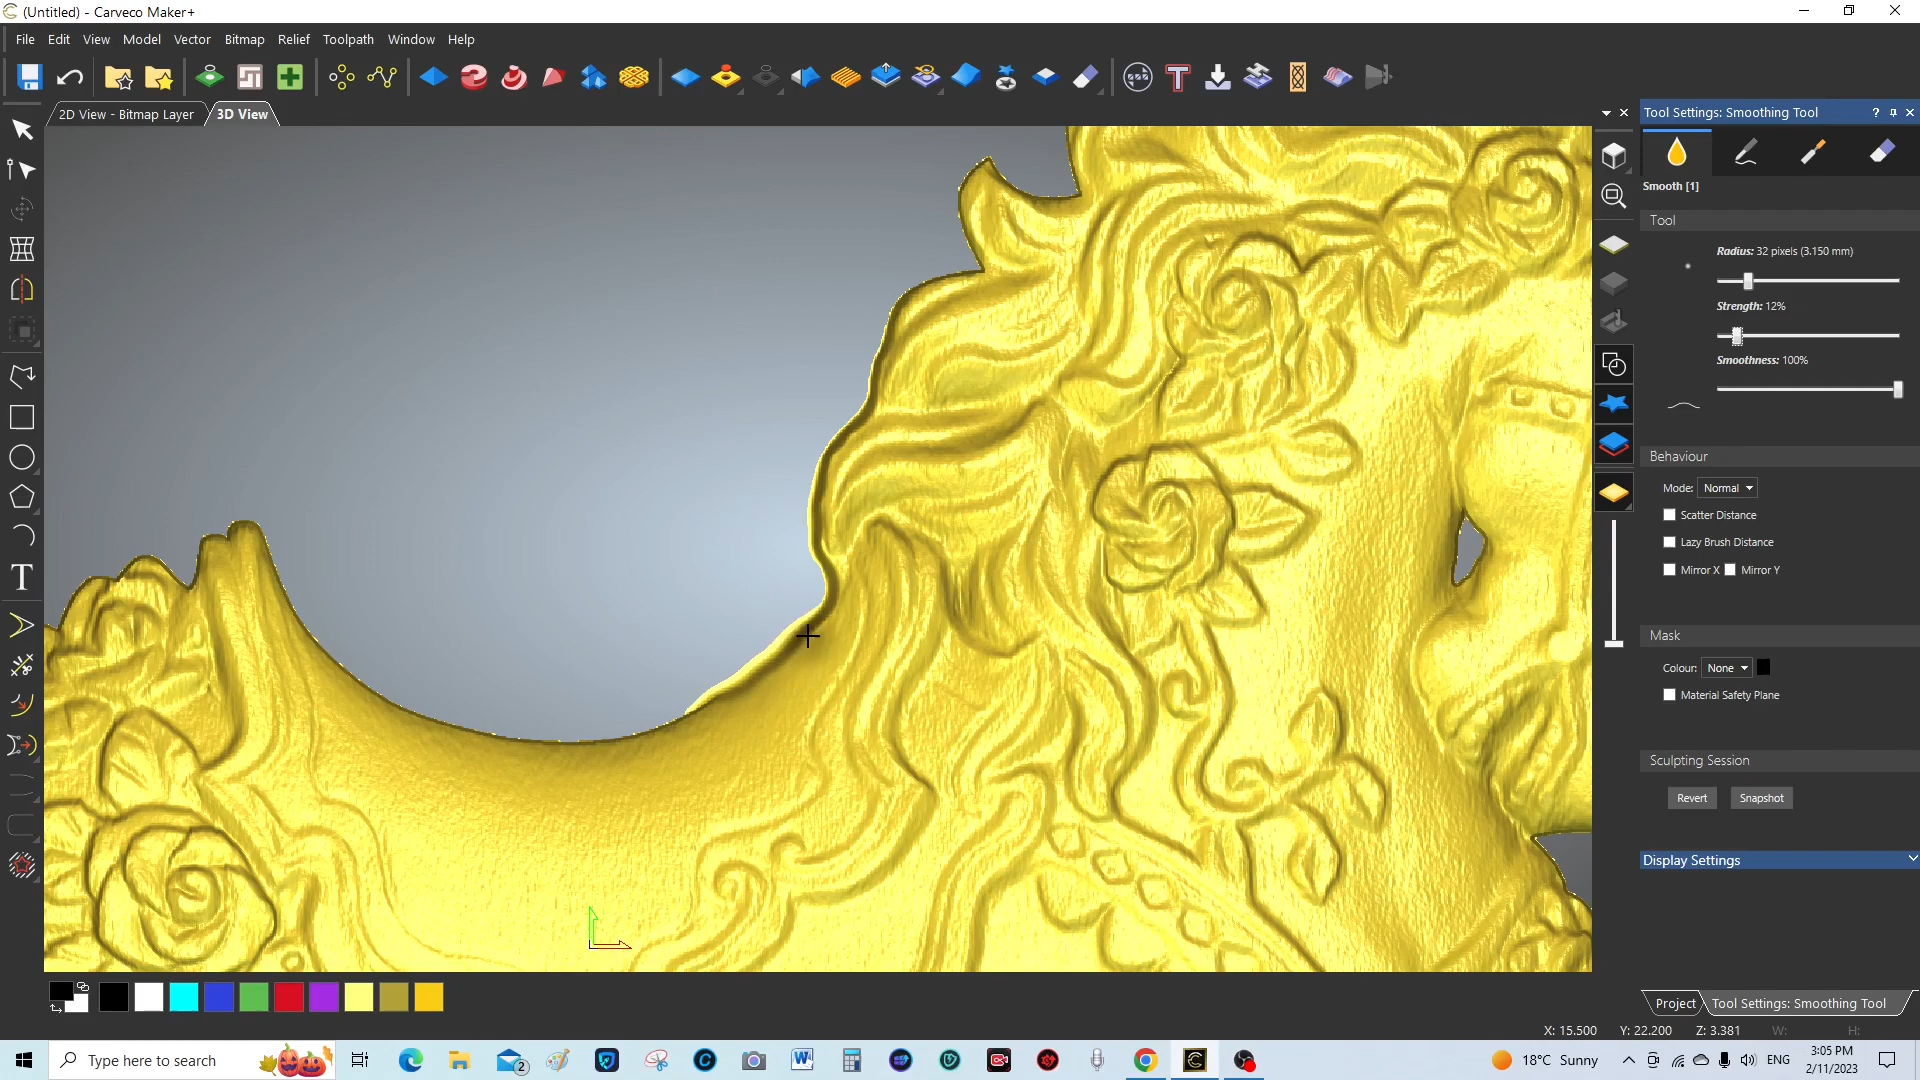 (Untitled) - Carveco Maker+
File Edit View Model Vector Bitmap Relief Toolpath Window Help
2D View - Bitmap Layer 3D View
Tool Settings: Smoothing Tool
Smooth [1]
Tool
Radius: 32 pixels (3.150 mm)
Strength: 12%
Smoothness: 100%
Behaviour
Mode: Normal
Scatter Distance
Lazy Brush Distance
Mirror X Mirror Y
Mask
Colour: None
Material Safety Plane
Sculpting Session
Revert Snapshot
Display Settings
Project Tool Settings: Smoothing Tool
X: 15.500 Y: 22.200 Z: 3.381 W: H:
Type here to search
2
18°C Sunny
ENG
3:05 PM
2/11/2023